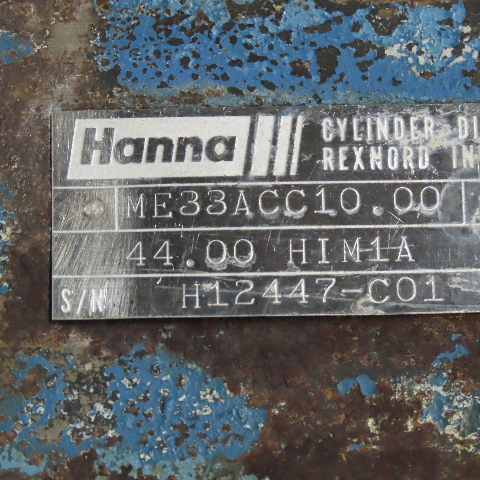 Hanna
CYLINDER DI
REXNORD IN
ME33ACC10.00
44.00 HIM1A
S/N H12447-C01